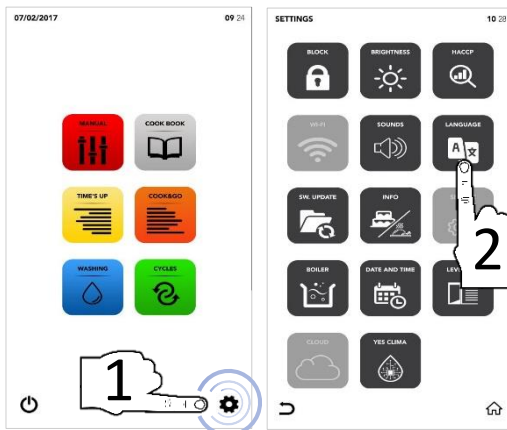 07/02/2017 09 24
MANUAL COOK BOOK
TIME'S UP COOK&GO
WASHING CYCLES
1
SETTINGS 10 28
BLOCK BRIGHTNESS HACCP
WI-FI SOUNDS LANGUAGE
A
SW. UPDATE INFO
2
BOILER DATE AND TIME
CLOUD YES CLIMA